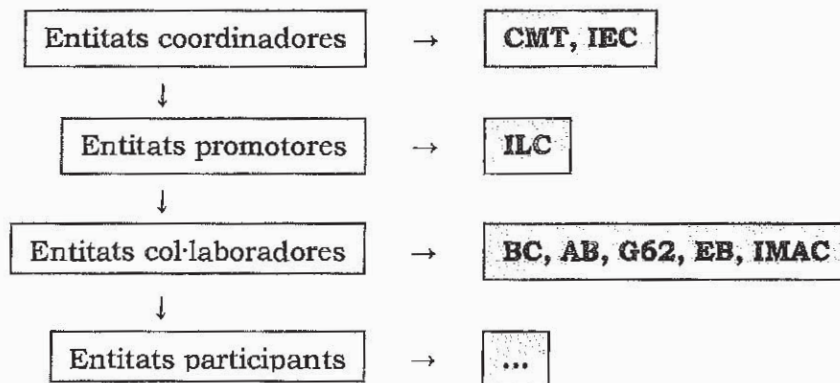 Entitats coordinadores → CMT, IEC
↓
Entitats promotores → ILC
↓
Entitats col·laboradores → BC, AB, G62, EB, IMAC
↓
Entitats participants → ...